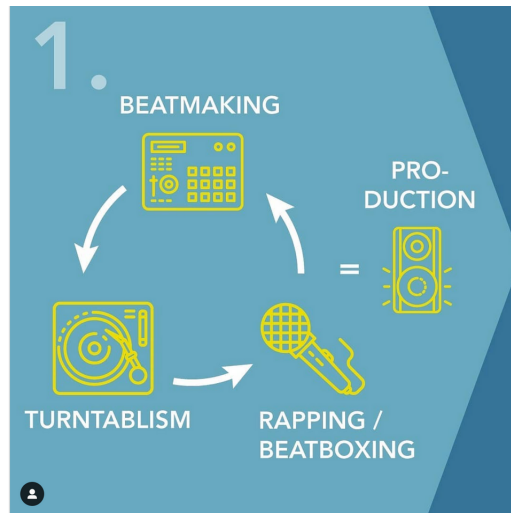 1.
BEATMAKING
PRO-
DUCTION
=
TURNTABLISM
RAPPING /
BEATBOXING